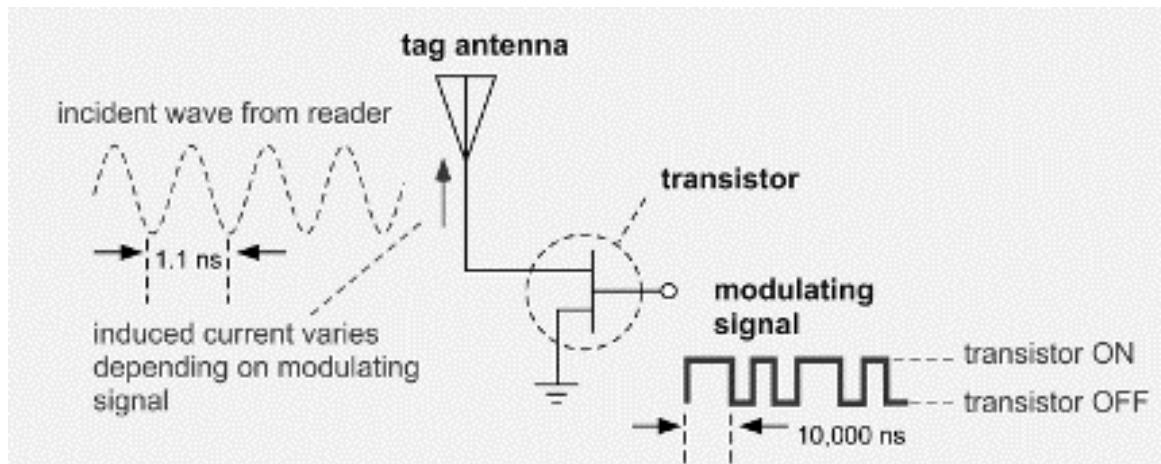 tag antenna
incident wave from reader
transistor
1.1 ns
modulating
signal
induced current varies
depending on modulating
signal
transistor ON
transistor OFF
10,000 ns